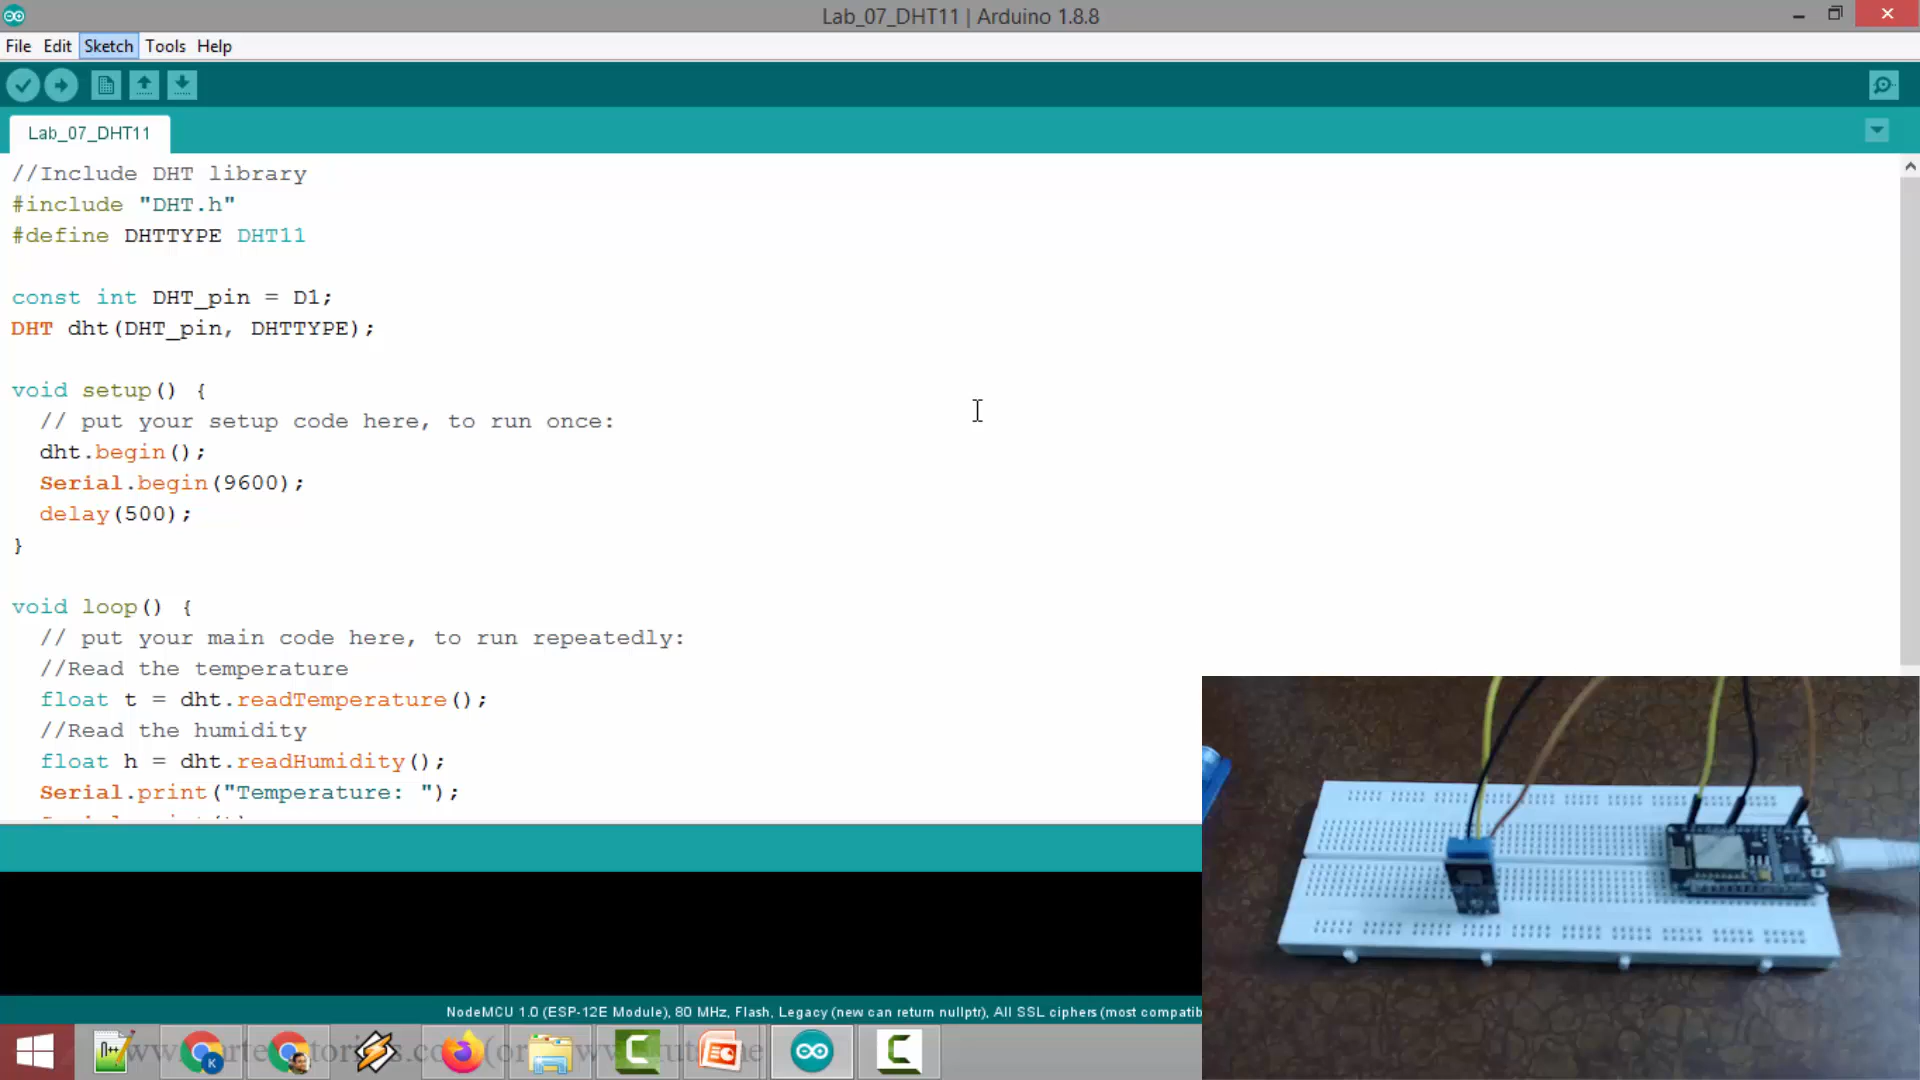 Lab_07_DHT11 | Arduino 1.8.8
File Edit Sketch Tools Help
Lab_07_DHT11
//Include DHT library
#include "DHT.h"
#define DHTTYPE DHT11
const int DHT_pin = D1;
DHT dht(DHT_pin, DHTTYPE);
void setup() {
// put your setup code here, to run once:
dht.begin();
Serial.begin(9600);
delay(500);
}
void loop() {
// put your main code here, to run repeatedly:
//Read the temperature
float t = dht.readTemperature();
//Read the humidity
float h = dht.readHumidity();
Serial.print("Temperature: ");
NodeMCU 1.0 (ESP-12E Module), 80 MHz, Flash, Legacy (new can return nullptr), All SSL ciphers (most compatib